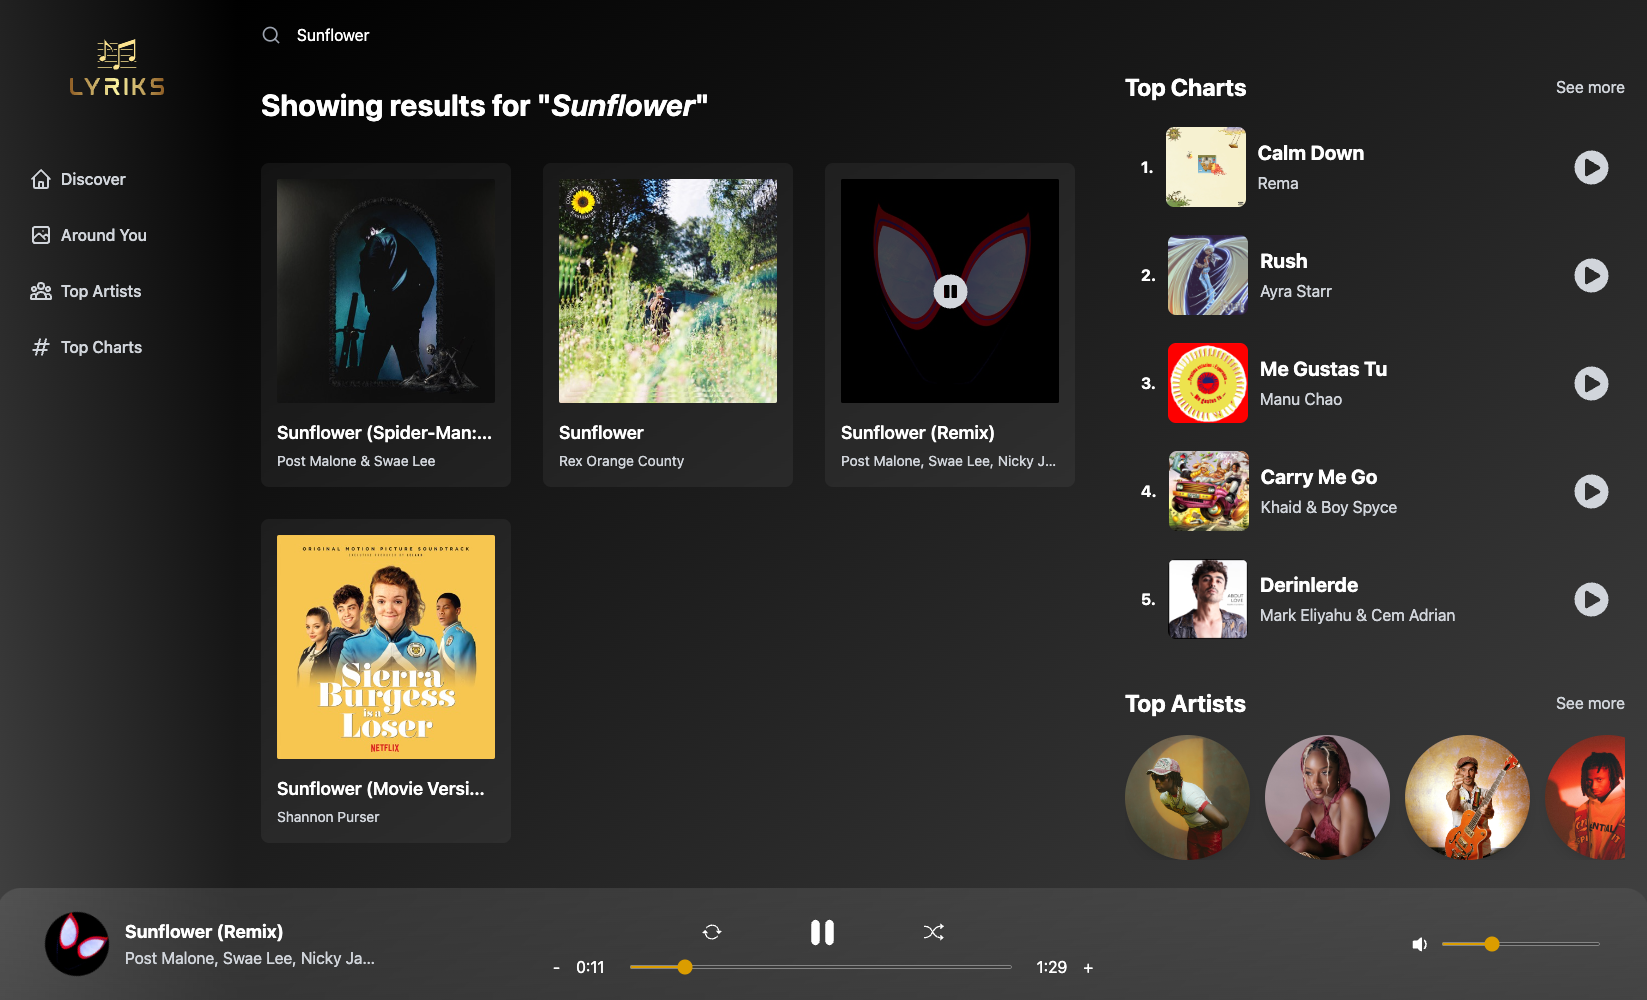 LYRIKS
Discover
Around You
Top Artists
Top Charts
Sunflower
Showing results for "Sunflower"
Sunflower (Spider-Man:...
Post Malone & Swae Lee
Sunflower
Rex Orange County
Sunflower (Remix)
Post Malone, Swae Lee, Nicky J...
ORIGINAL MOTION PICTURE SOUNDTRACK
Sierra
Burgess
is a
Loser
NETFLIX
Sunflower (Movie Versi...
Shannon Purser
Top Charts
See more
1.
Calm Down
Rema
2.
Rush
Ayra Starr
3.
Me Gustas Tu
Manu Chao
4.
Carry Me Go
Khaid & Boy Spyce
5.
ABOUT
LOVE
Derinlerde
Mark Eliyahu & Cem Adrian
Top Artists
See more
Sunflower (Remix)
Post Malone, Swae Lee, Nicky Ja...
- 0:11
1:29 +